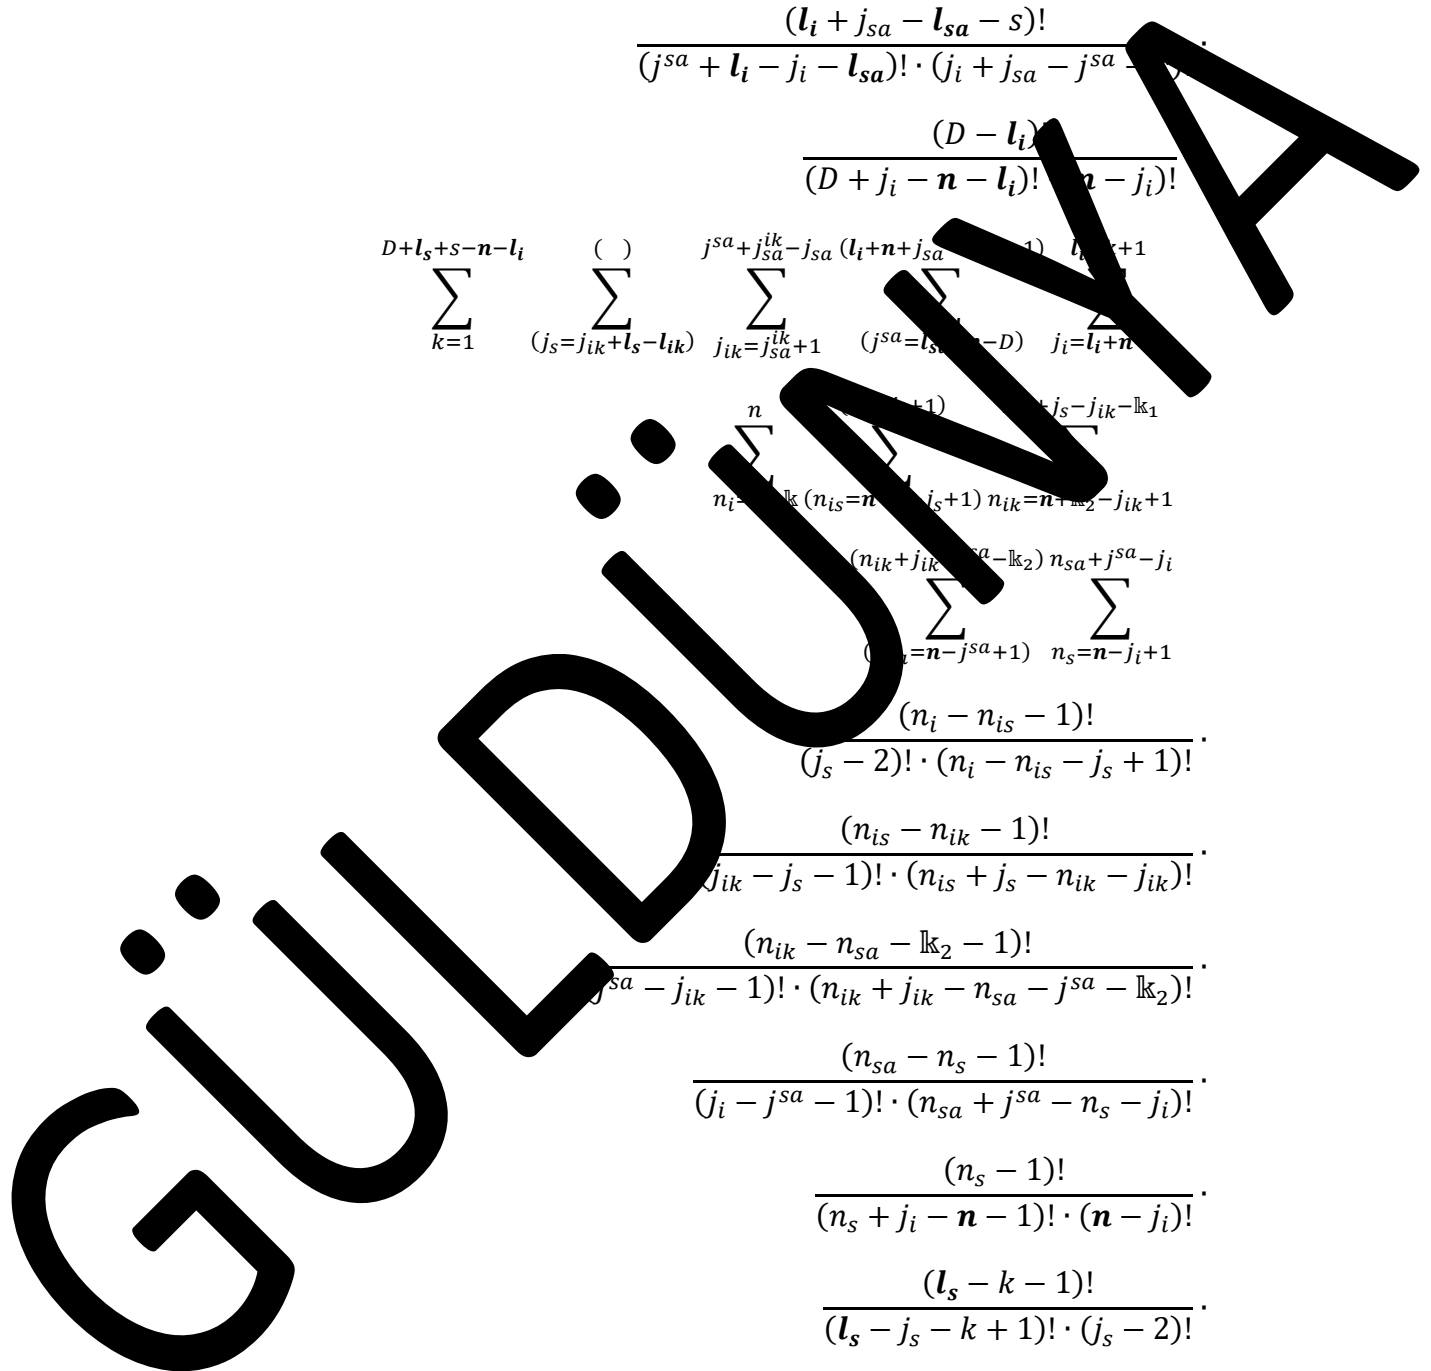 (l_i + j_sa − l_sa − s)!
(j^sa + l_i − j_i − l_sa)! · (j_i + j_sa − j^sa − ·
(D − l_i)
(D + j_i − n − l_i)! n − j_i)!
D+l_s+s−n−l_i ( ) j^sa+j_sa^ik−j_sa (l_i+n+j_sa 1) +1
∑ ∑ ∑ ∑ ∑
k=1 (j_s=j_ik+l_s−l_ik) j_ik=j_sa^ik+1 (j^sa= −D) j_i=l_i+n
n +1) +j_s−j_ik−𝕜_1
∑ ∑ ∑
n_i= 𝕜 (n_is=n j_s+1) n_ik=n+𝕜_2−j_ik+1
(n_ik+j_ik −𝕜_2) n_sa+j^sa−j_i
∑ ∑
=n−j^sa+1) n_s=n−j_i+1
(n_i − n_is − 1)!
(j_s − 2)! · (n_i − n_is − j_s + 1)! ·
(n_is − n_ik − 1)!
(j_ik − j_s − 1)! · (n_is + j_s − n_ik − j_ik)! ·
(n_ik − n_sa − 𝕜_2 − 1)!
j^sa − j_ik − 1)! · (n_ik + j_ik − n_sa − j^sa − 𝕜_2)! ·
(n_sa − n_s − 1)!
(j_i − j^sa − 1)! · (n_sa + j^sa − n_s − j_i)! ·
(n_s − 1)!
(n_s + j_i − n − 1)! · (n − j_i)! ·
(l_s − k − 1)!
(l_s − j_s − k + 1)! · (j_s − 2)! ·
GÜLDÜNYA